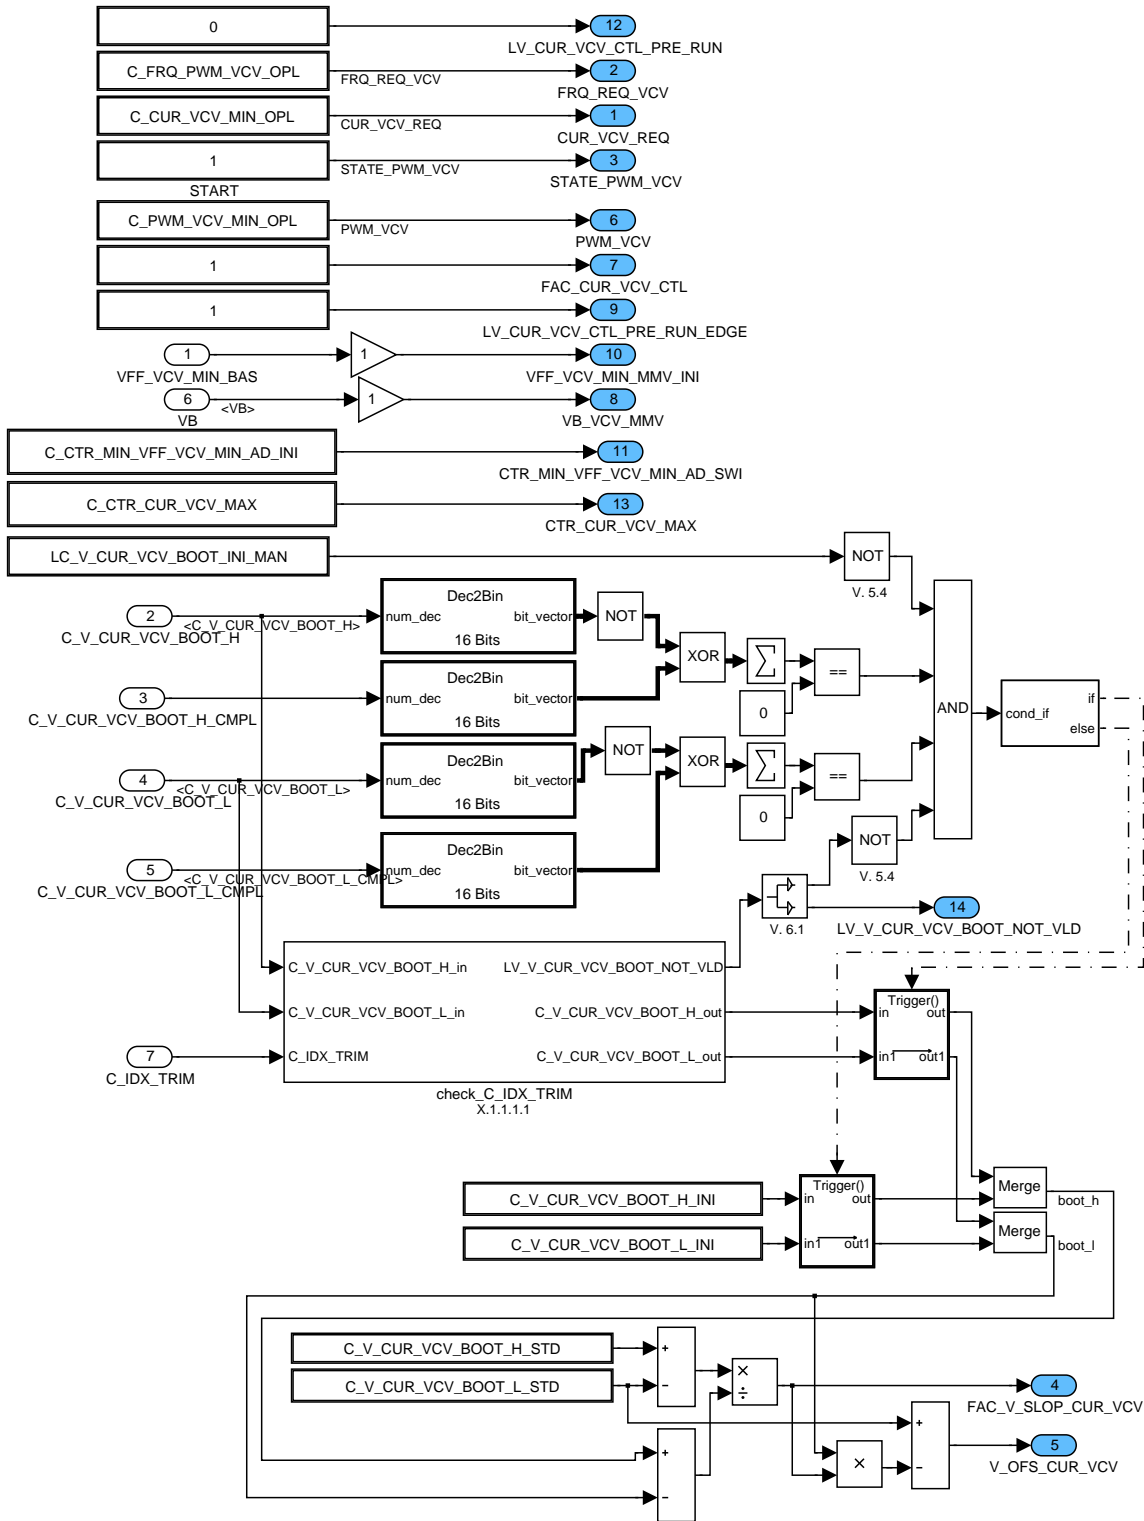 0
12
LV_CUR_VCV_CTL_PRE_RUN
C_FRQ_PWM_VCV_OPL
FRQ_REQ_VCV
2
FRQ_REQ_VCV
C_CUR_VCV_MIN_OPL
CUR_VCV_REQ
1
CUR_VCV_REQ
1
STATE_PWM_VCV
3
START
STATE_PWM_VCV
C_PWM_VCV_MIN_OPL
PWM_VCV
6
PWM_VCV
1
7
FAC_CUR_VCV_CTL
1
9
LV_CUR_VCV_CTL_PRE_RUN_EDGE
1
1
10
VFF_VCV_MIN_BAS
VFF_VCV_MIN_MMV_INI
6
<VB>
1
8
VB
VB_VCV_MMV
C_CTR_MIN_VFF_VCV_MIN_AD_INI
11
CTR_MIN_VFF_VCV_MIN_AD_SWI
C_CTR_CUR_VCV_MAX
13
CTR_CUR_VCV_MAX
LC_V_CUR_VCV_BOOT_INI_MAN
NOT
V. 5.4
2
<C_V_CUR_VCV_BOOT_H>
C_V_CUR_VCV_BOOT_H
Dec2Bin
num_dec
bit_vector
16 Bits
NOT
3
C_V_CUR_VCV_BOOT_H_CMPL
Dec2Bin
num_dec
bit_vector
16 Bits
XOR
0
==
AND
cond_if
if
else
4
<C_V_CUR_VCV_BOOT_L>
C_V_CUR_VCV_BOOT_L
Dec2Bin
num_dec
bit_vector
16 Bits
NOT
XOR
0
==
5
<C_V_CUR_VCV_BOOT_L_CMPL>
C_V_CUR_VCV_BOOT_L_CMPL
Dec2Bin
num_dec
bit_vector
16 Bits
NOT
V. 5.4
V. 6.1
14
LV_V_CUR_VCV_BOOT_NOT_VLD
C_V_CUR_VCV_BOOT_H_in
LV_V_CUR_VCV_BOOT_NOT_VLD
C_V_CUR_VCV_BOOT_L_in
C_V_CUR_VCV_BOOT_H_out
7
C_IDX_TRIM
C_IDX_TRIM
C_V_CUR_VCV_BOOT_L_out
check_C_IDX_TRIM
X.1.1.1.1
Trigger()
in
out
in1
out1
C_V_CUR_VCV_BOOT_H_INI
C_V_CUR_VCV_BOOT_L_INI
Trigger()
in
out
in1
out1
Merge
boot_h
Merge
boot_l
C_V_CUR_VCV_BOOT_H_STD
C_V_CUR_VCV_BOOT_L_STD
+
−
×
÷
4
FAC_V_SLOP_CUR_VCV
+
−
×
+
−
5
V_OFS_CUR_VCV